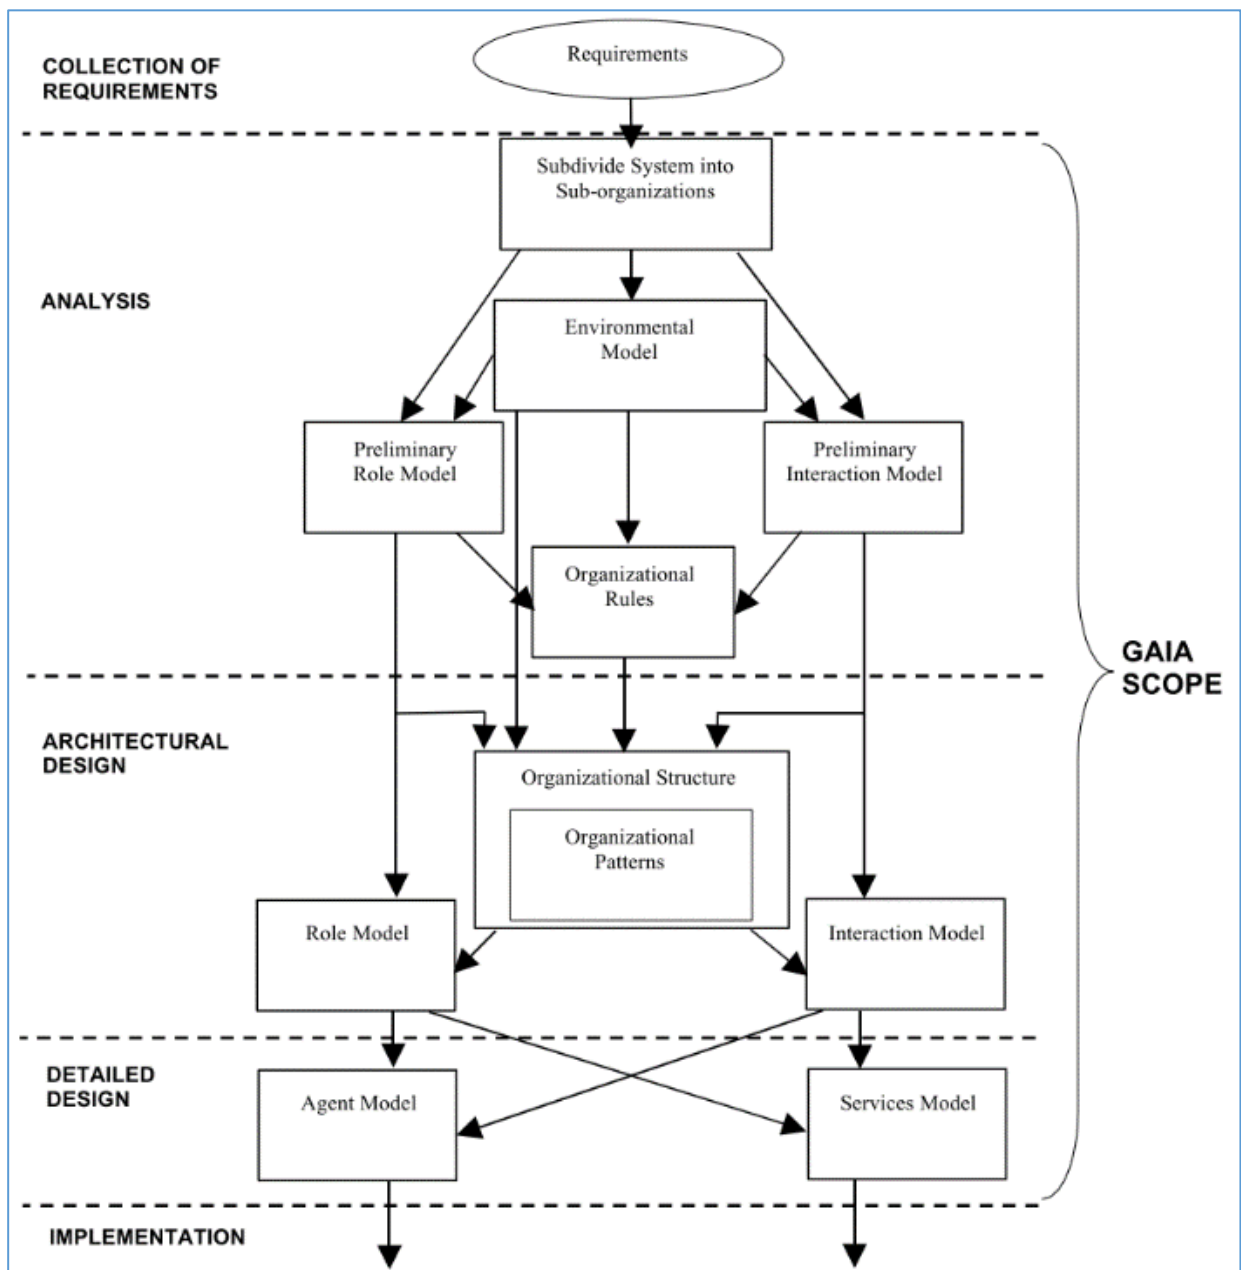 COLLECTION OF
REQUIREMENTS
Requirements
Subdivide System into
Sub-organizations
ANALYSIS
Environmental
Model
Preliminary
Role Model
Preliminary
Interaction Model
Organizational
Rules
GAIA
SCOPE
ARCHITECTURAL
DESIGN
Organizational Structure
Organizational
Patterns
Role Model
Interaction Model
DETAILED
DESIGN
Agent Model
Services Model
IMPLEMENTATION